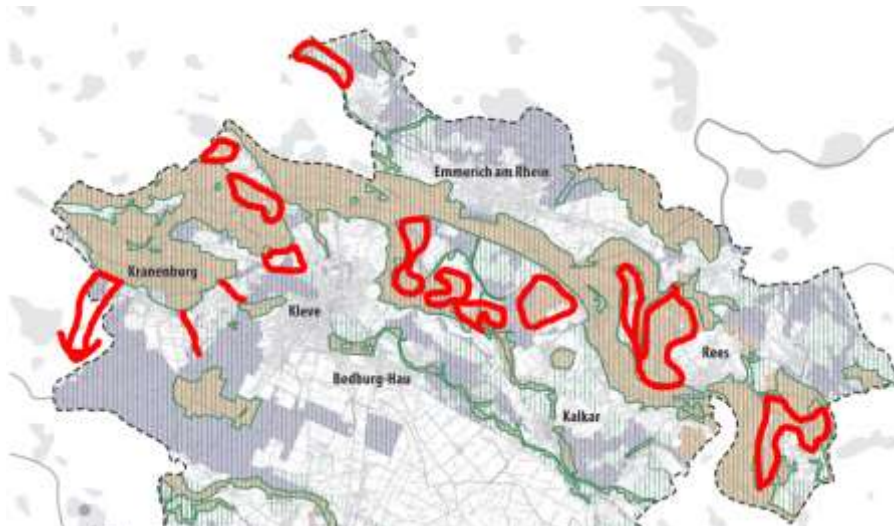 Emmerich am Rhein
Kranenburg
Kleve
Rees
Bedburg-Hau
Kalkar